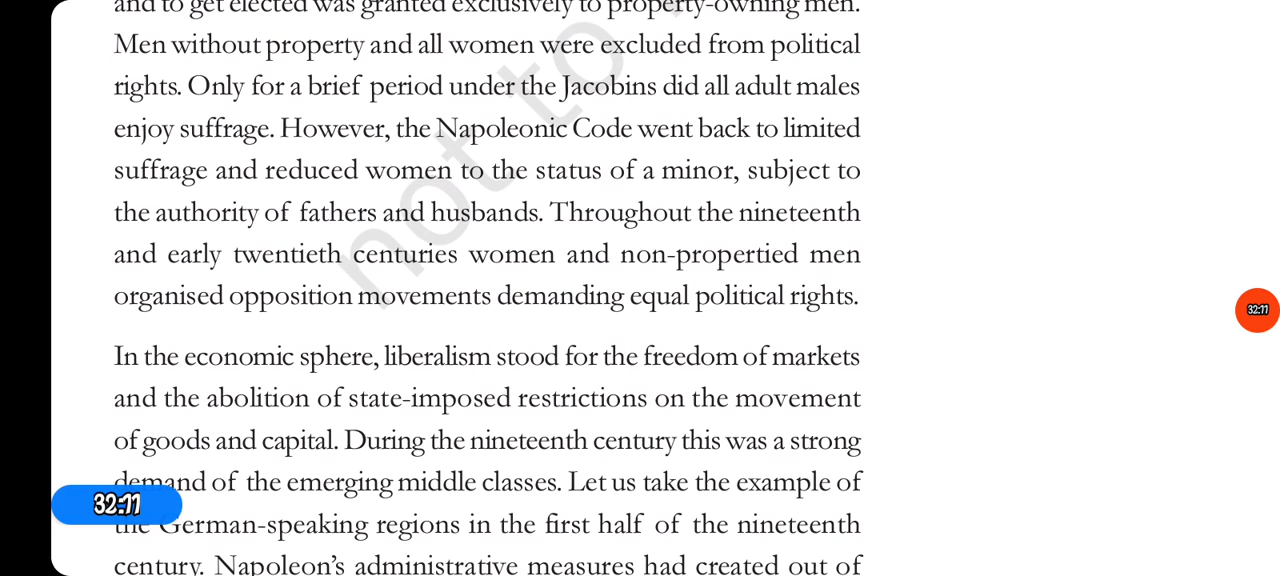 and to get elected was granted exclusively to property-owning men.
Men without property and all women were excluded from political
rights. Only for a brief period under the Jacobins did all adult males
enjoy suffrage. However, the Napoleonic Code went back to limited
suffrage and reduced women to the status of a minor, subject to
the authority of fathers and husbands. Throughout the nineteenth
and early twentieth centuries women and non-propertied men
organised opposition movements demanding equal political rights.
In the economic sphere, liberalism stood for the freedom of markets
and the abolition of state-imposed restrictions on the movement
of goods and capital. During the nineteenth century this was a strong
demand of the emerging middle classes. Let us take the example of
the German-speaking regions in the first half of the nineteenth
century. Napoleon's administrative measures had created out of
not to
32:11
32:11